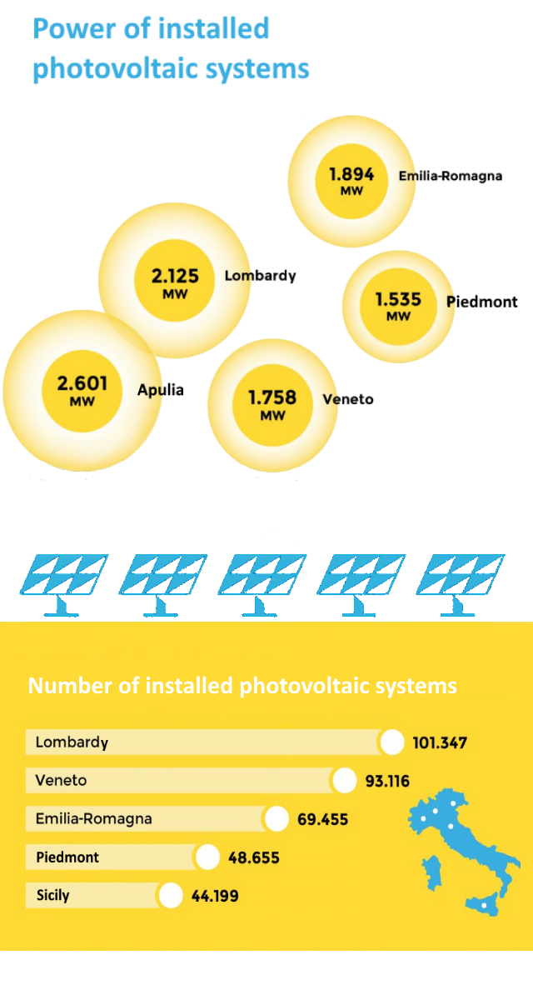 Power of installed
photovoltaic systems
1.894
MW
Emilia-Romagna
2.125
MW
Lombardy
1.535
MW
Piedmont
2.601
MW
Apulia
1.758
MW
Veneto
Number of installed photovoltaic systems
Lombardy 101.347
Veneto 93.116
Emilia-Romagna 69.455
Piedmont 48.655
Sicily 44.199